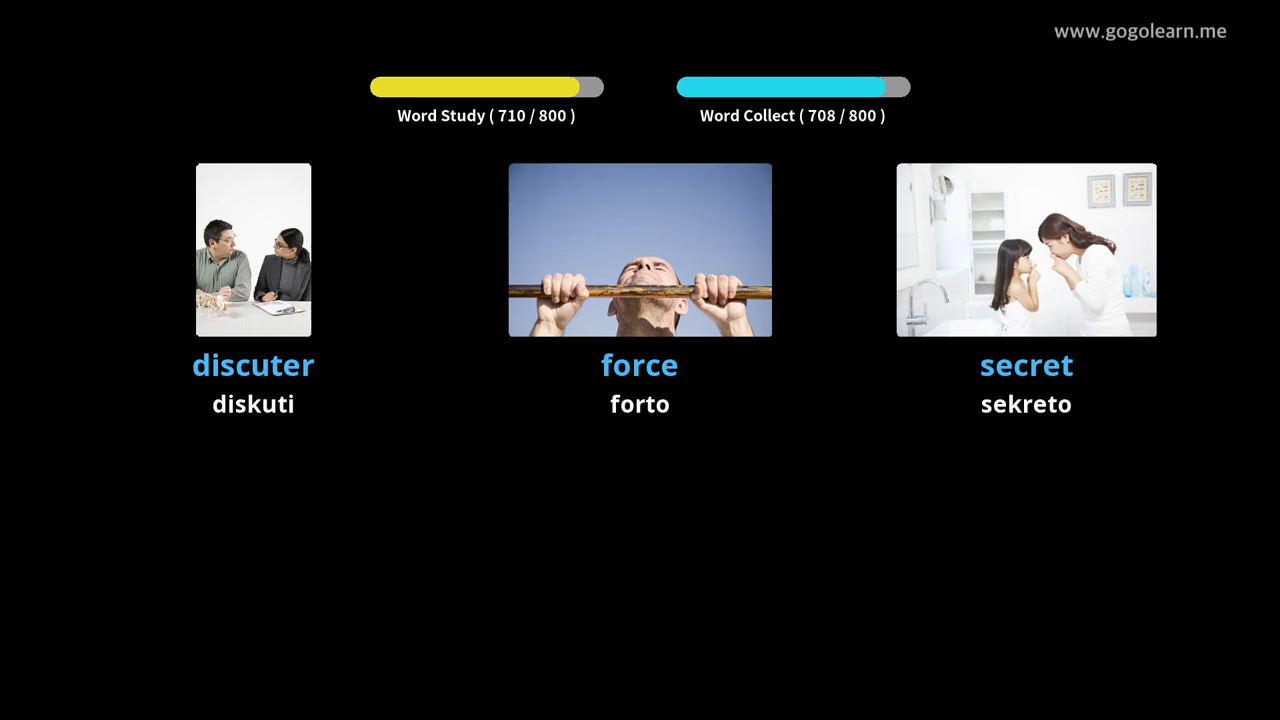 www.gogolearn.me
Word Study ( 710 / 800 )
Word Collect ( 708 / 800 )
discuter
diskuti
force
forto
secret
sekreto